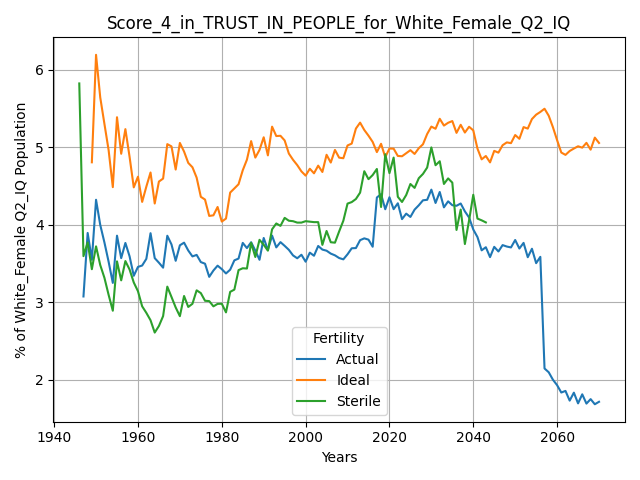 Score_4_in_TRUST_IN_PEOPLE_for_White_Female_Q2_IQ
% of White_Female Q2_IQ Population
6
5
4
3
2
Fertility
Actual
Ideal
Sterile
1940 1960 1980 2000 2020 2040 2060
Years